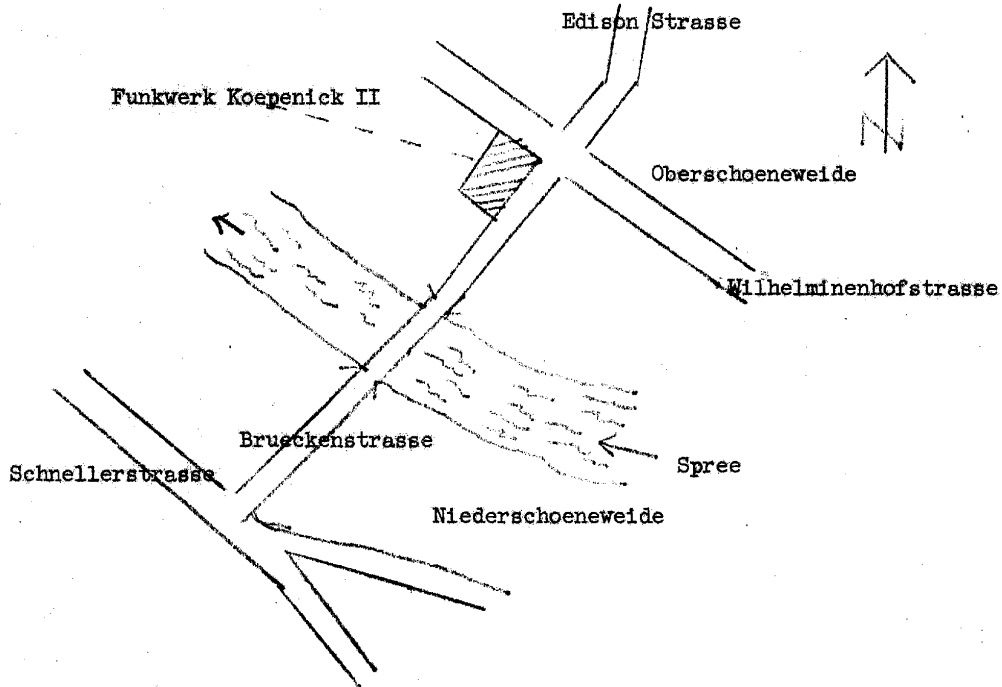 Edison Strasse
Funkwerk Koepenick II
N
Oberschoeneweide
Wilhelminenhofstrasse
Brueckenstrasse
Schnellerstrasse
Spree
Niederschoeneweide